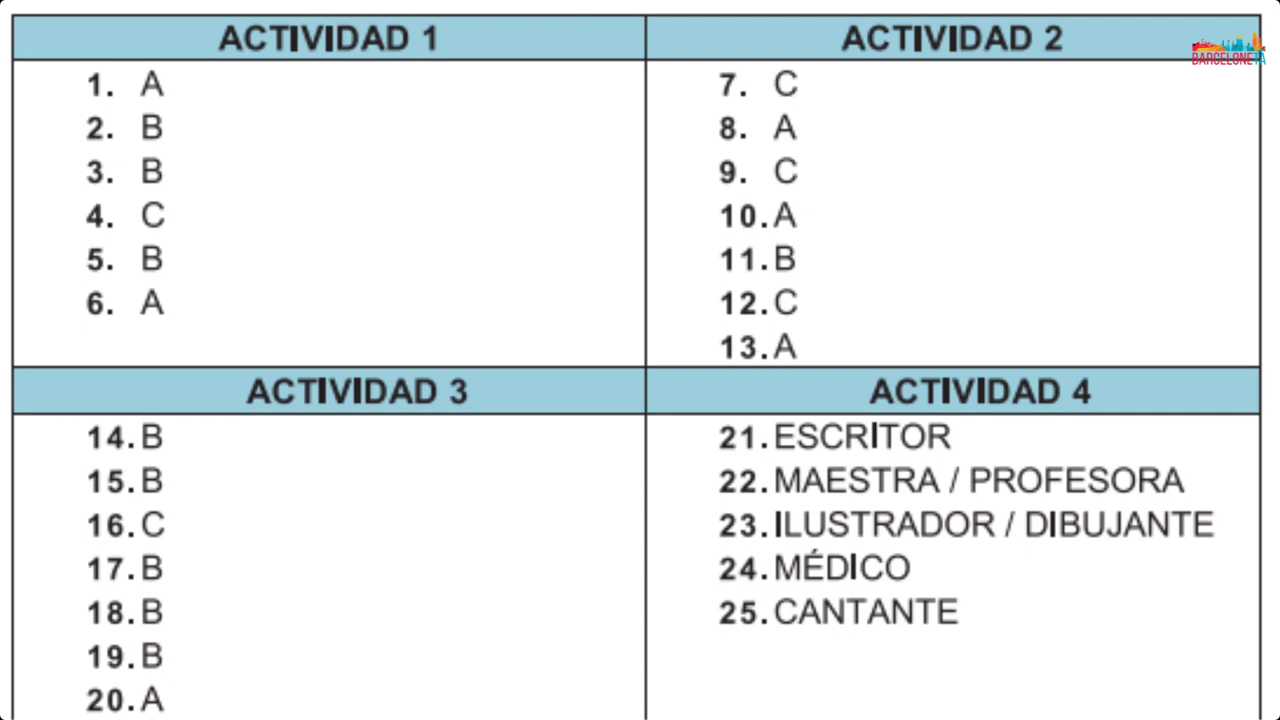 ACTIVIDAD 1
1. A
2. B
3. B
4. C
5. B
6. A
ACTIVIDAD 2
7. C
8. A
9. C
10. A
11. B
12. C
13. A
ACTIVIDAD 3
14. B
15. B
16. C
17. B
18. B
19. B
20. A
ACTIVIDAD 4
21. ESCRITOR
22. MAESTRA / PROFESORA
23. ILUSTRADOR / DIBUJANTE
24. MÉDICO
25. CANTANTE
BARCELONETA